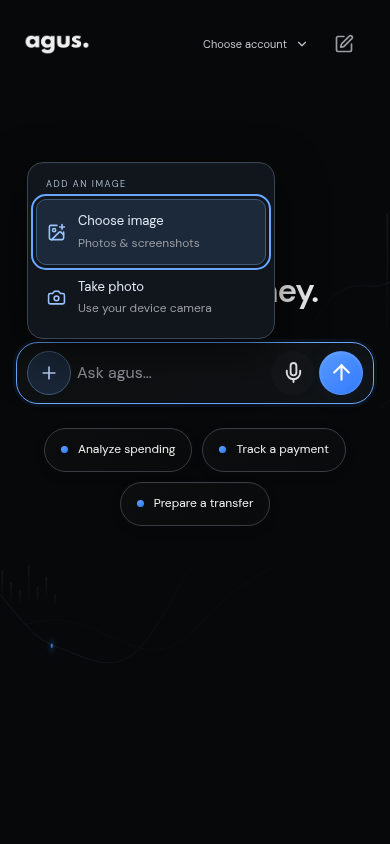 agus.
Choose account
ADD AN IMAGE
Choose image
Photos & screenshots
Take photo
Use your device camera
ey.
Ask agus...
Analyze spending
Track a payment
Prepare a transfer